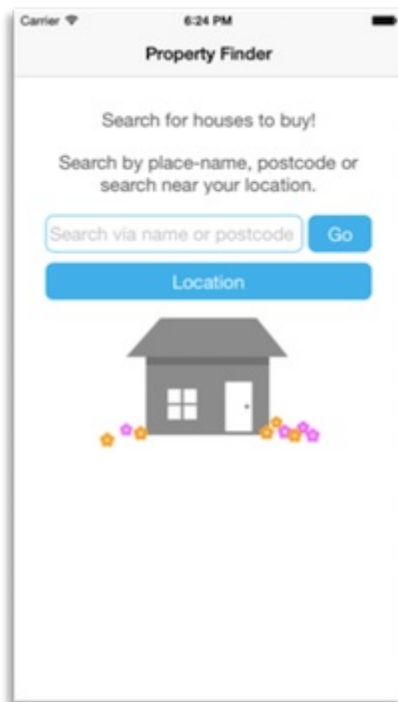 Carrier 6:24 PM
Property Finder
Search for houses to buy!
Search by place-name, postcode or
search near your location.
Search via name or postcode Go
Location